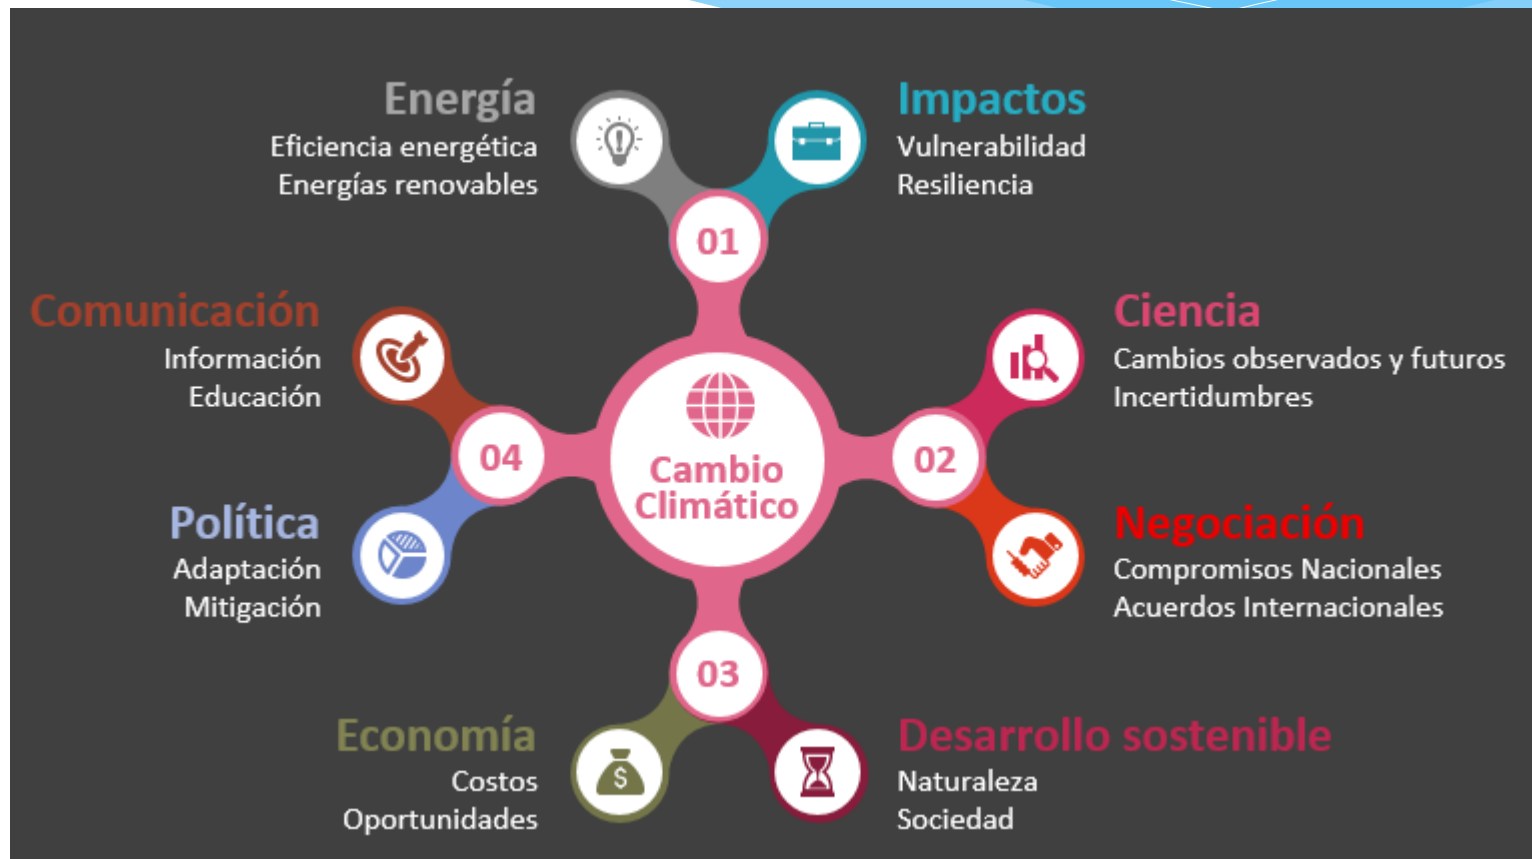 Energía
Eficiencia energética
Energías renovables
Impactos
Vulnerabilidad
Resiliencia
01
Comunicación
Información
Educación
Ciencia
Cambios observados y futuros
Incertidumbres
04
Cambio
Climático
02
Política
Adaptación
Mitigación
Negociación
Compromisos Nacionales
Acuerdos Internacionales
03
Economía
Costos
Oportunidades
$
Desarrollo sostenible
Naturaleza
Sociedad